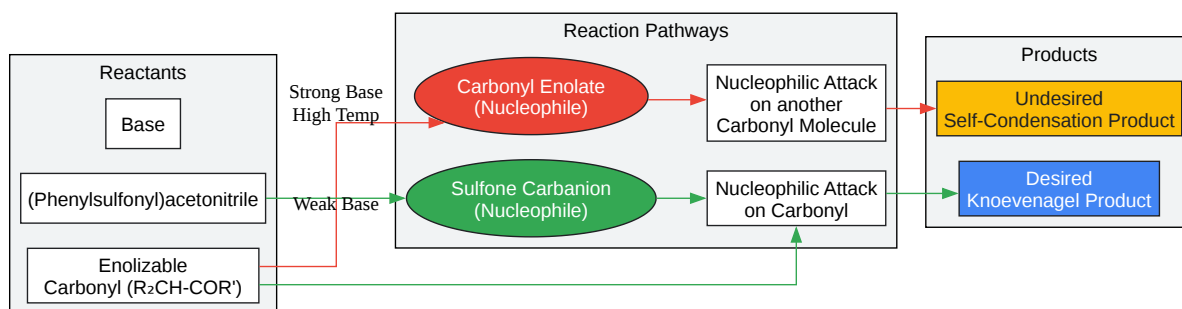 Reaction Pathways
Reactants
Products
Base
Strong Base
High Temp
Carbonyl Enolate
(Nucleophile)
Nucleophilic Attack
on another
Carbonyl Molecule
Undesired
Self-Condensation Product
(Phenylsulfonyl)acetonitrile
Weak Base
Sulfone Carbanion
(Nucleophile)
Nucleophilic Attack
on Carbonyl
Desired
Knoevenagel Product
Enolizable
Carbonyl (R₂CH-COR')